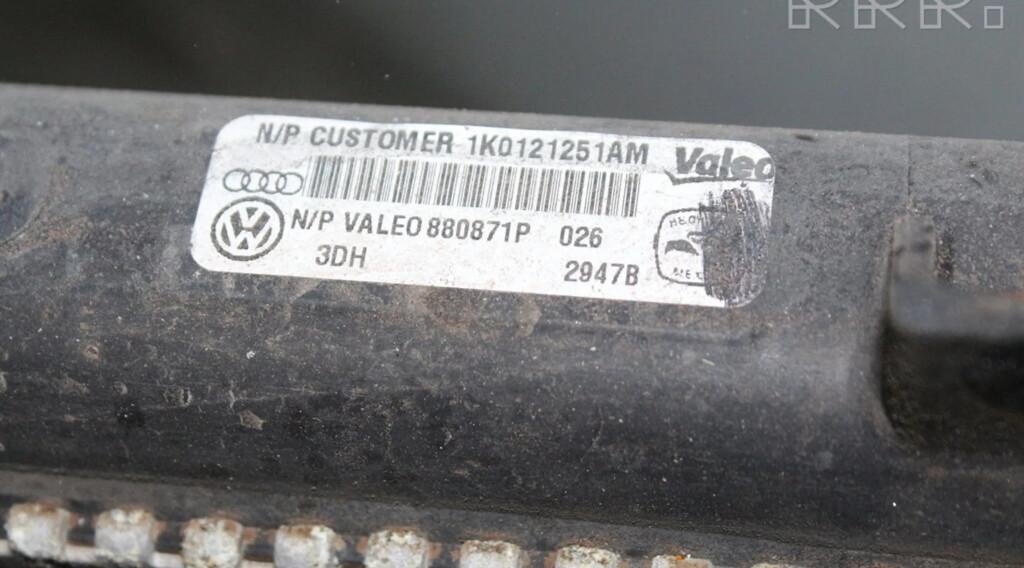 RRR.
N/P CUSTOMER 1K0121251AM
Valeo
N/P VALEO 880871P 026
3DH 2947B